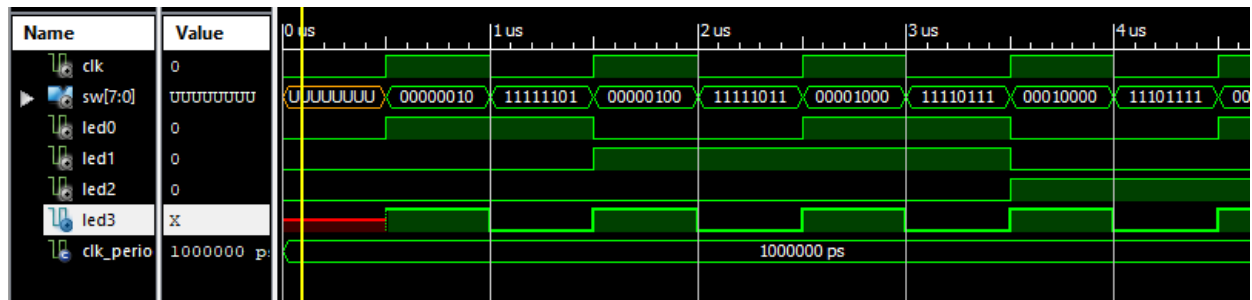 Name Value 0 us 1 us 2 us 3 us 4 us
clk 0
sw[7:0] UUUUUUUU UUUUUUUU 00000010 11111101 00000100 11111011 00001000 11110111 00010000 11101111 00
led0 0
led1 0
led2 0
led3 X
clk_perio 1000000 p 1000000 ps